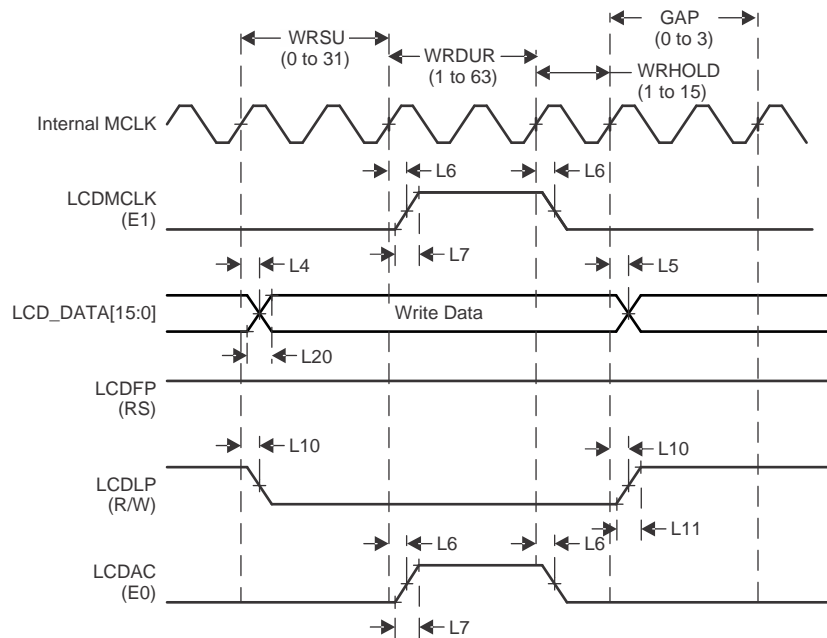 GAP
(0 to 3)
WRSU
(0 to 31)
WRDUR
(1 to 63)
WRHOLD
(1 to 15)
Internal MCLK
L6
L6
LCDMCLK
(E1)
L7
L4
L5
LCD_DATA[15:0]
Write Data
L20
LCDFP
(RS)
L10
L10
LCDLP
(R/W)
L11
L6
L6
LCDAC
(E0)
L7